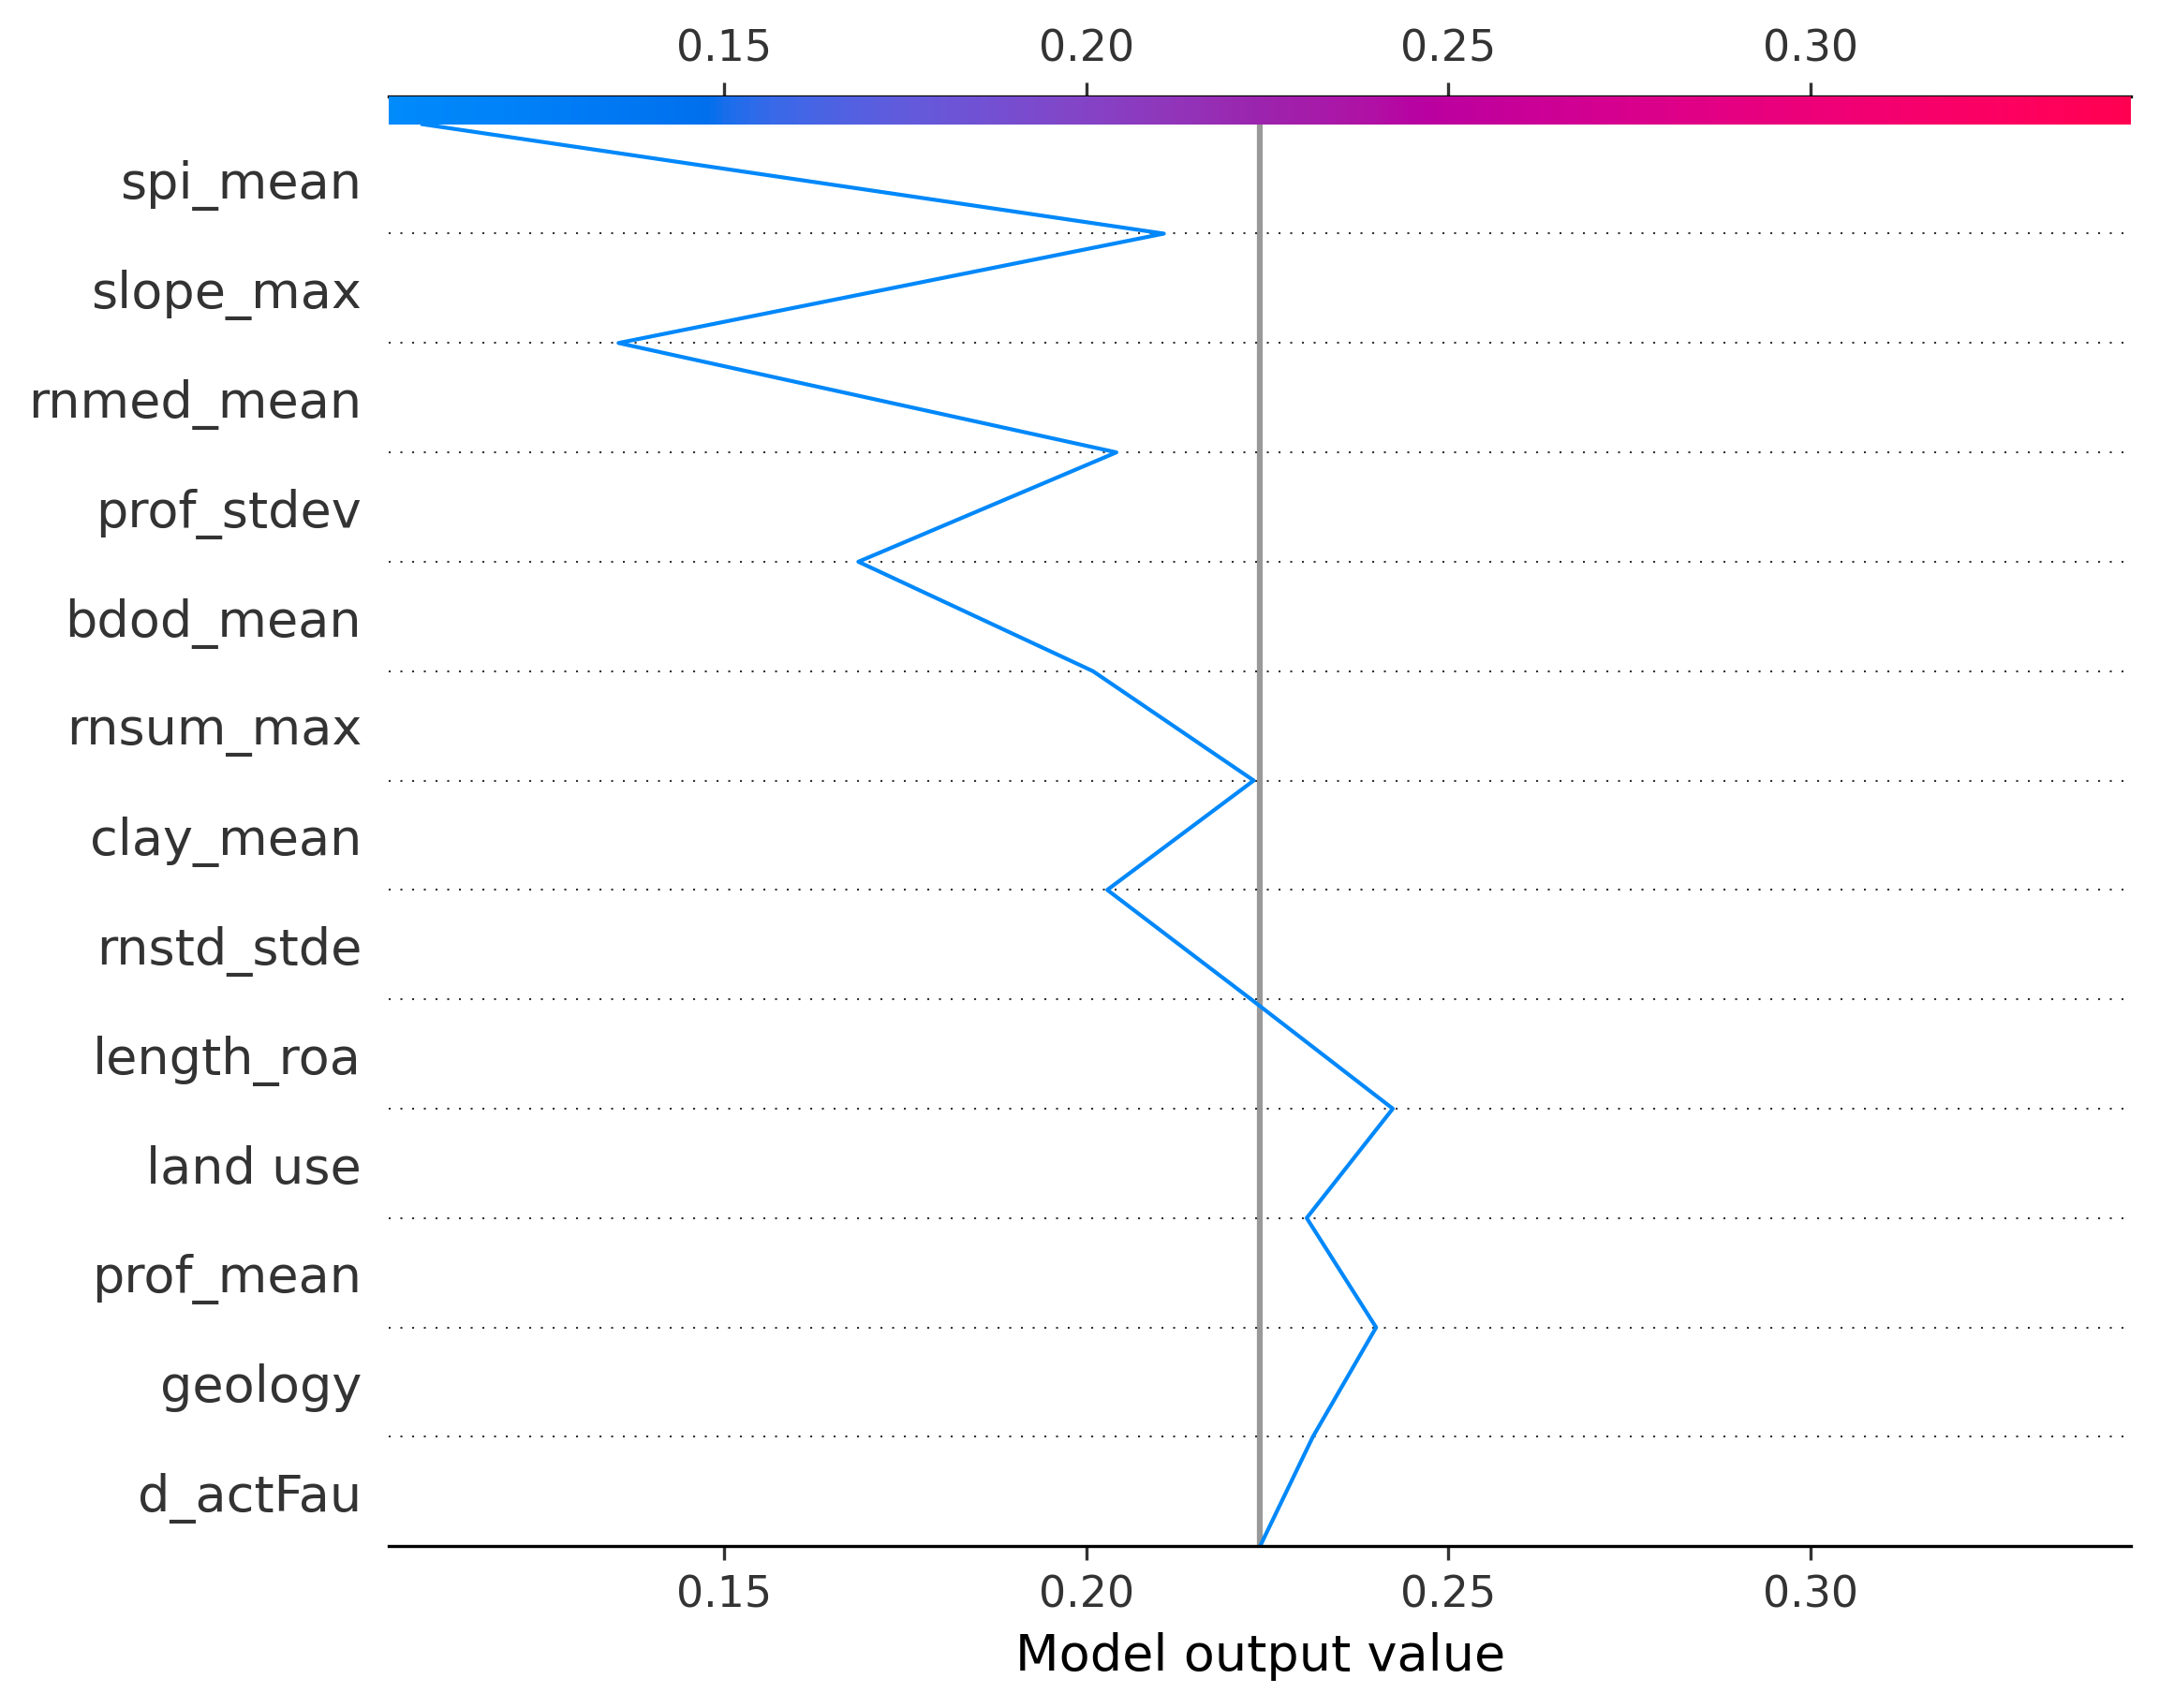 0.15 0.20 0.25 0.30
spi_mean
slope_max
rnmed_mean
prof_stdev
bdod_mean
rnsum_max
clay_mean
rnstd_stde
length_roa
land use
prof_mean
geology
d_actFau
0.15 0.20 0.25 0.30
Model output value